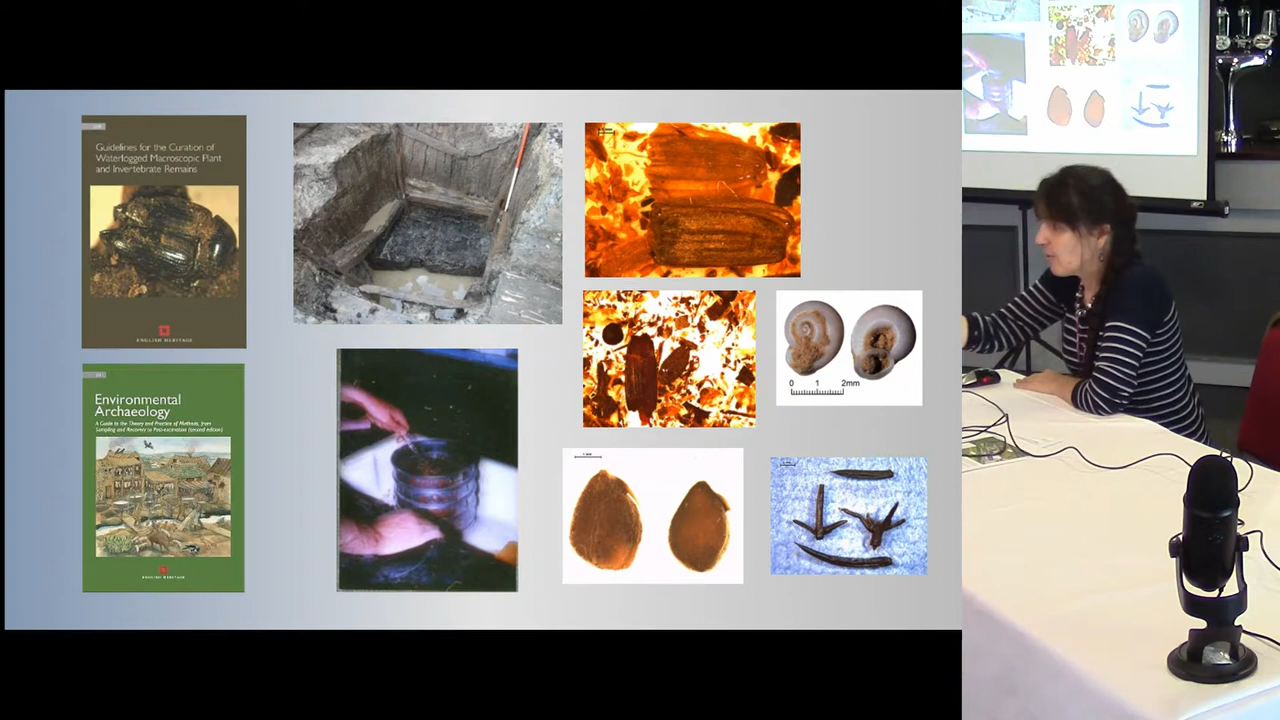 Guidelines for the Curation of
Waterlogged Macroscopic Plant
and Invertebrate Remains
ENGLISH HERITAGE
Environmental
Archaeology
A Guide to the Theory and Practice of Methods, from
Sampling and Recovery to Post-excavation (second edition)
ENGLISH HERITAGE
0 1 2mm